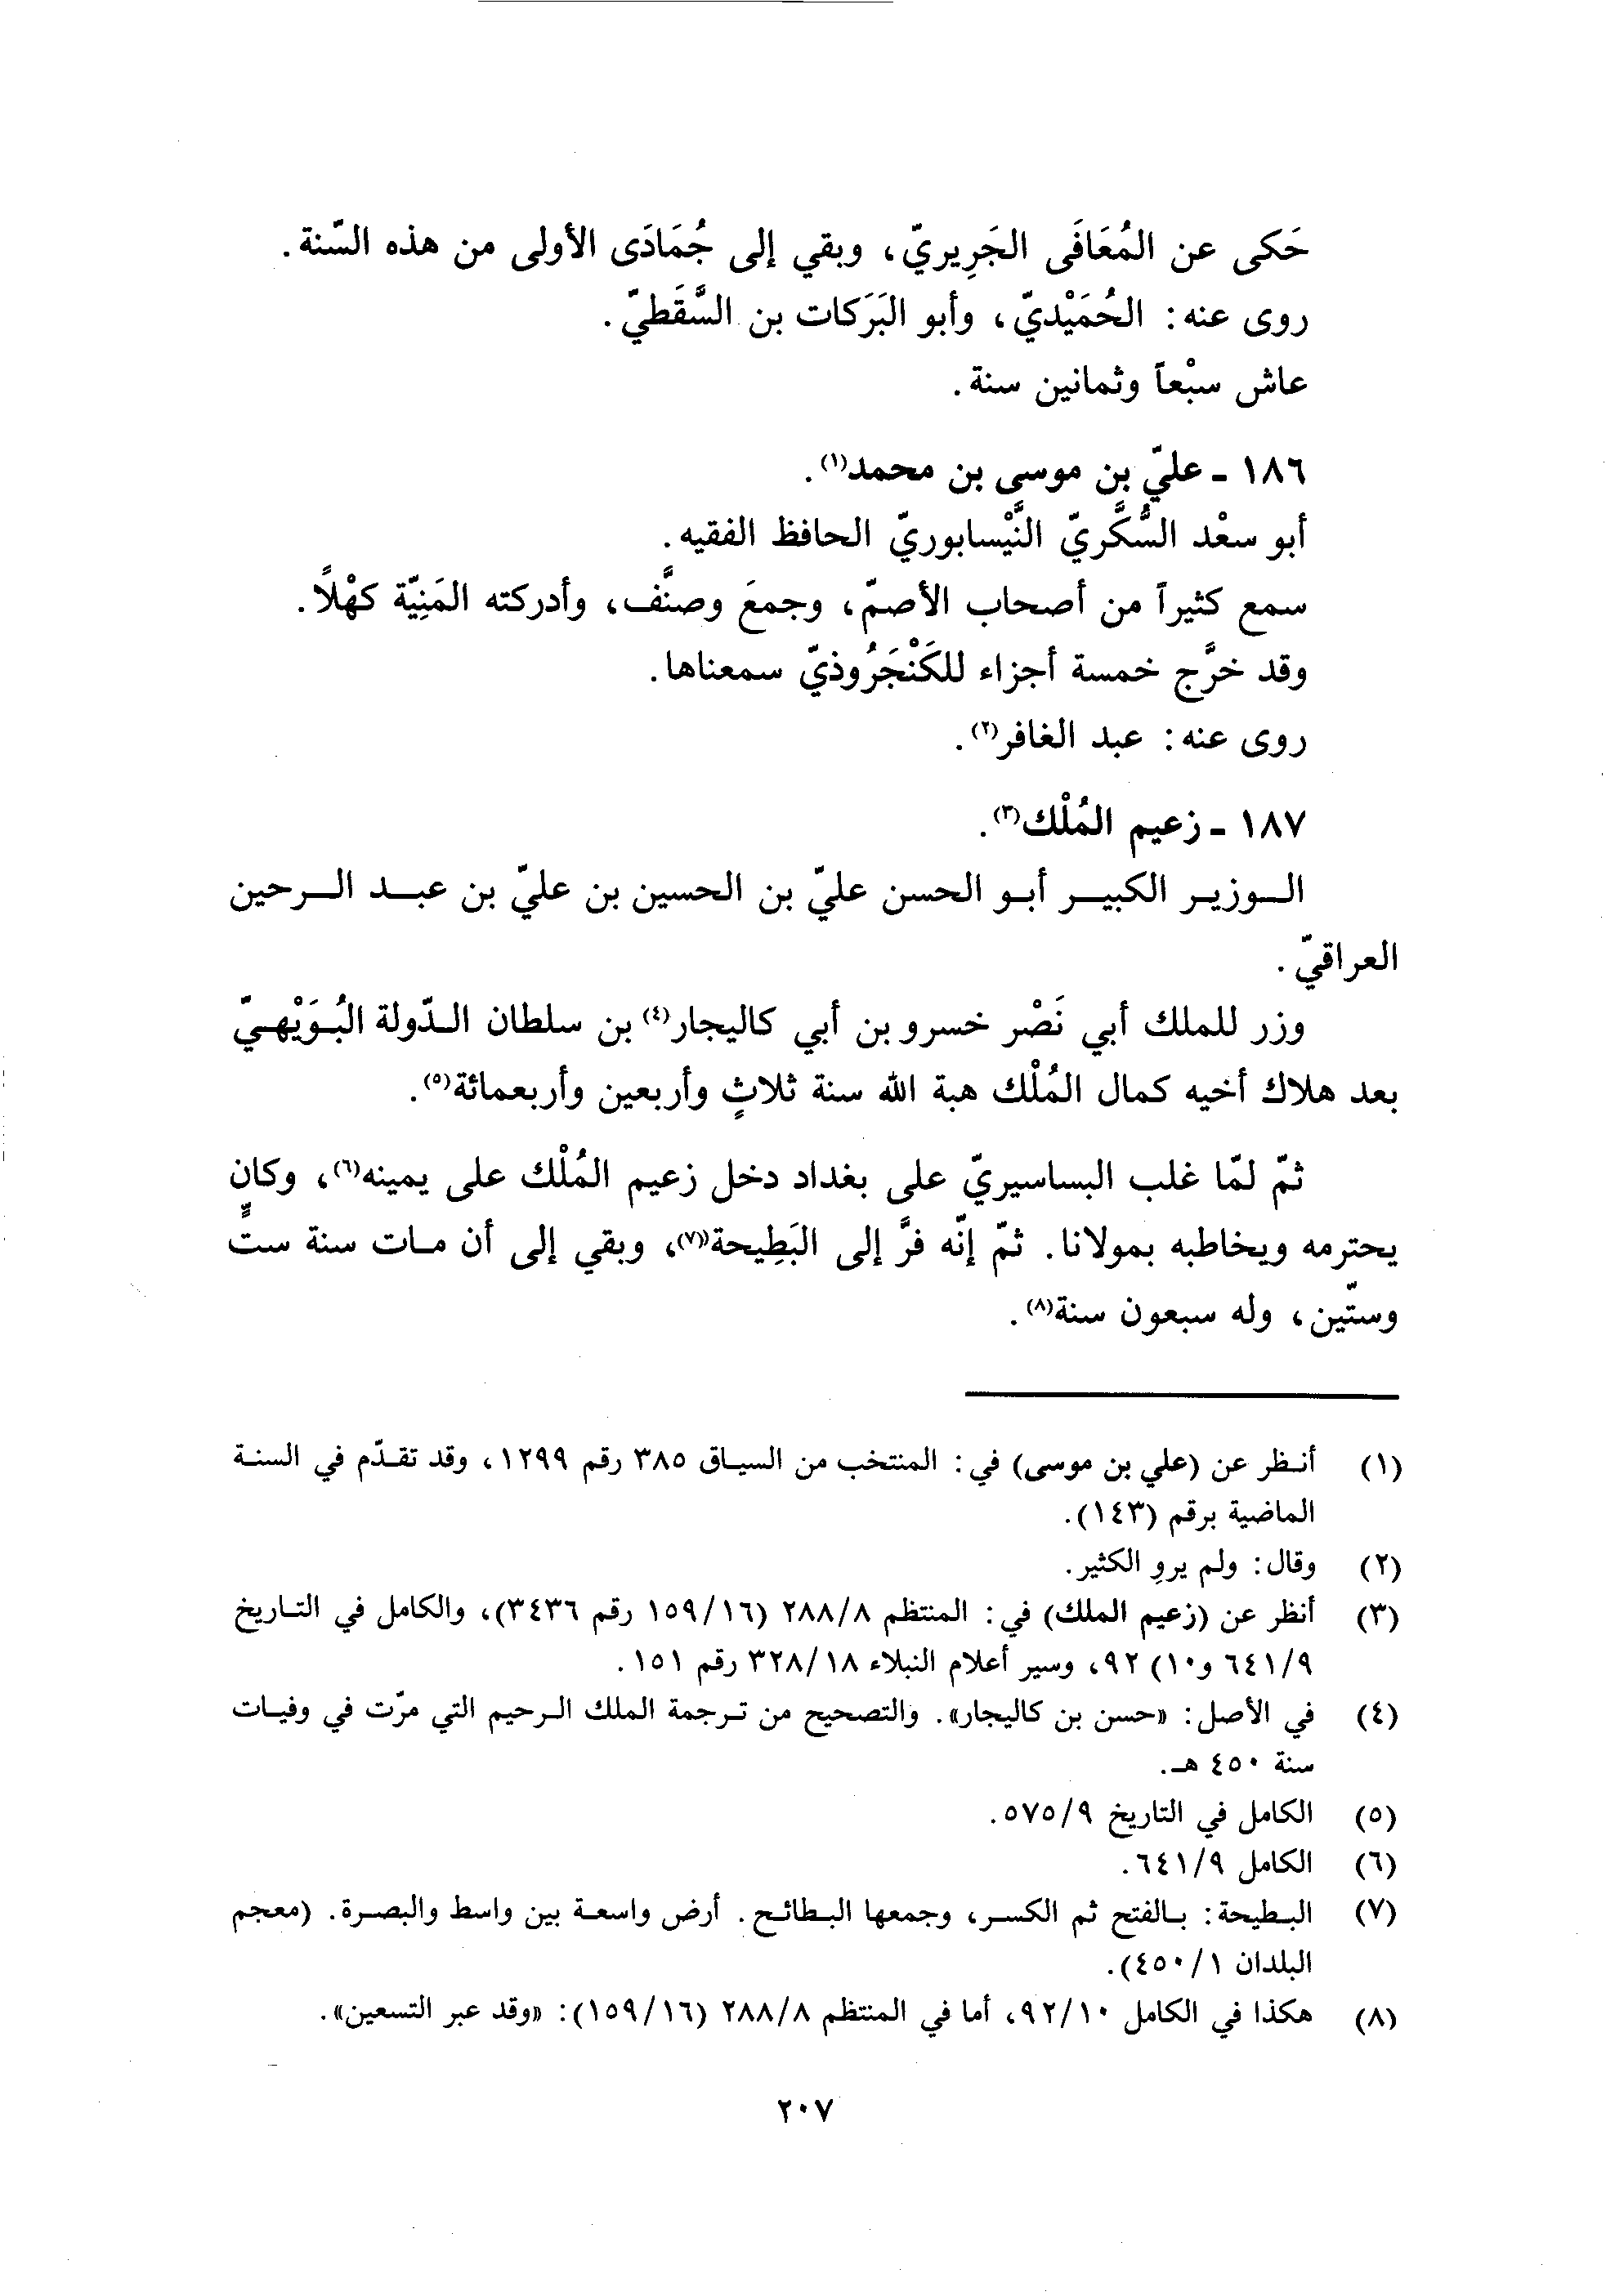 حَكى عن المُعَافَى الجَرِيريّ، وبقي إلى جُمَادَى الأولى من هذه السّنة.
روى عنه: الحُمَيْديّ، وأبو البَرَكات بن السَّقَطيّ.
عاش سبْعاً وثمانين سنة.
١٨٦ - عليّ بن موسى بن محمد(١).
أبو سعْد السُّكَّريّ النَّيْسابوريّ الحافظ الفقيه.
سمع كثيراً من أصحاب الأصمّ، وجمعَ وصنَّف، وأدركته المَنِيّة كهْلاً.
وقد خرَّج خمسة أجزاء للكَنْجَرُوذيّ سمعناها.
روى عنه: عبد الغافر(٢).
١٨٧ - زعيم المُلْك(٣).
الوزير الكبير أبو الحسن عليّ بن الحسين بن عليّ بن عبد الرحين
العراقيّ.
وزر للملك أبي نَصْر خسرو بن أبي كاليجار(٤) بن سلطان الدّولة البُوَيْهيّ
بعد هلاك أخيه كمال المُلْك هبة الله سنة ثلاثٍ وأربعين وأربعمائة(٥).
ثمّ لمّا غلب البساسيريّ على بغداد دخل زعيم المُلْك على يمينه(٦)، وكان
يحترمه ويخاطبه بمولانا. ثمّ إنّه فرَّ إلى البَطِيحة(٧)، وبقي إلى أن مات سنة ستٍّ
وستّين، وله سبعون سنة(٨).
(١) أنظر عن (علي بن موسى) في: المنتخب من السياق ٣٨٥ رقم ١٢٩٩، وقد تقدّم في السنة
الماضية برقم (١٤٣).
(٢) وقال: ولم يروِ الكثير.
(٣) أنظر عن (زعيم الملك) في: المنتظم ٢٨٨/٨ (١٥٩/١٦ رقم ٣٤٣٦)، والكامل في التاريخ
٦٤١/٩ و١٠) ٩٢، وسير أعلام النبلاء ٣٢٨/١٨ رقم ١٥١.
(٤) في الأصل: «حسن بن كاليجار». والتصحيح من ترجمة الملك الرحيم التي مرّت في وفيات
سنة ٤٥٠ هـ.
(٥) الكامل في التاريخ ٥٧٥/٩.
(٦) الكامل ٦٤١/٩.
(٧) البطيحة: بالفتح ثم الكسر، وجمعها البطائح. أرض واسعة بين واسط والبصرة. (معجم
البلدان ٤٥٠/١).
(٨) هكذا في الكامل ٩٢/١٠، أما في المنتظم ٢٨٨/٨ (١٥٩/١٦): «وقد عبر التسعين».
٢٠٧